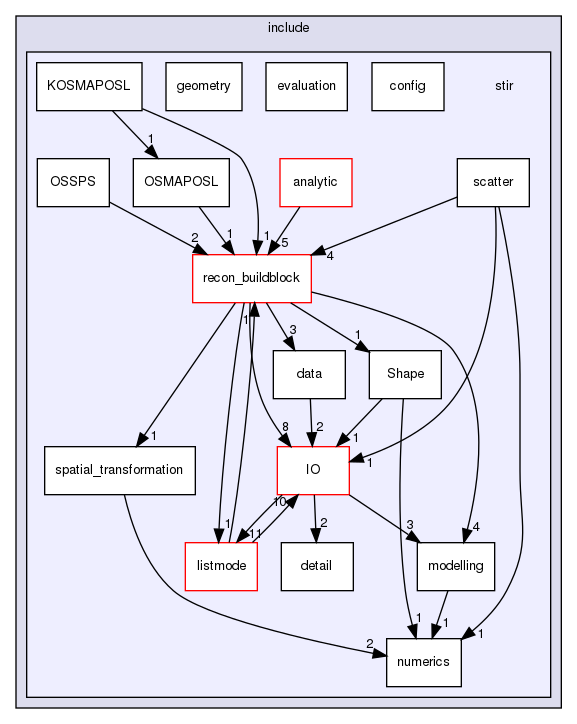 include
KOSMAPOSL geometry evaluation config stir
1
OSSPS OSMAPOSL analytic scatter
2 1 1 5 4
recon_buildblock
1 3 1
data Shape
8 2 1 1
1
spatial_transformation IO
10
1 11 2 3 4
listmode detail modelling
1 1 1
2
numerics